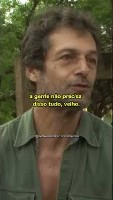 a gente não precisa
disso tudo, velho.